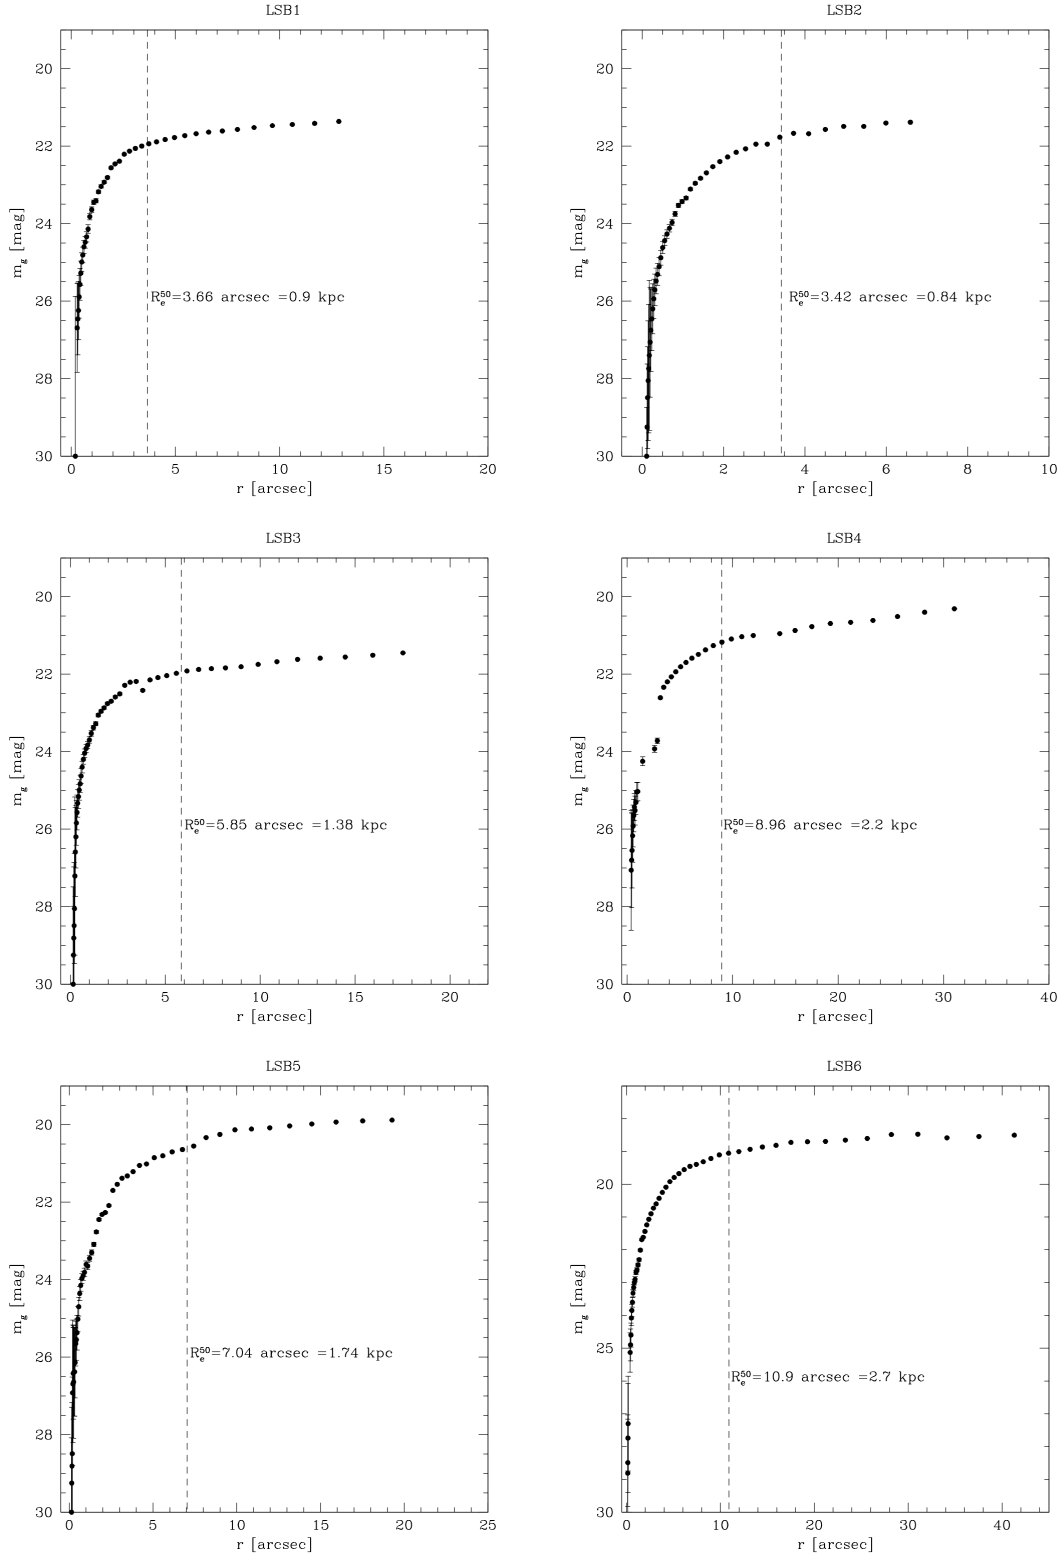 LSB1
20
22
24
26
28
30
m_g [mag]
R_e^50=3.66 arcsec =0.9 kpc
0 5 10 15 20
r [arcsec]
LSB2
20
22
24
26
28
30
m_g [mag]
R_e^50=3.42 arcsec =0.84 kpc
0 2 4 6 8 10
r [arcsec]
LSB3
20
22
24
26
28
30
m_g [mag]
R_e^50=5.85 arcsec =1.38 kpc
0 5 10 15 20
r [arcsec]
LSB4
20
22
24
26
28
30
m_g [mag]
R_e^50=8.96 arcsec =2.2 kpc
0 10 20 30 40
r [arcsec]
LSB5
20
22
24
26
28
30
m_g [mag]
R_e^50=7.04 arcsec =1.74 kpc
0 5 10 15 20 25
r [arcsec]
LSB6
20
25
30
m_g [mag]
R_e^50=10.9 arcsec =2.7 kpc
0 10 20 30 40
r [arcsec]